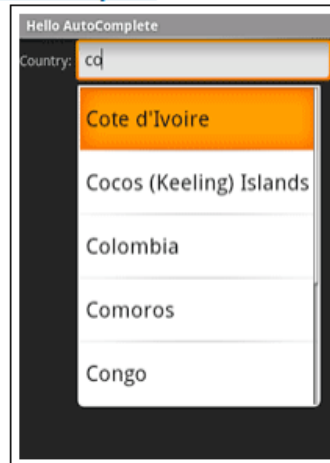 Hello AutoComplete
Country: co
Cote d'Ivoire
Cocos (Keeling) Islands
Colombia
Comoros
Congo